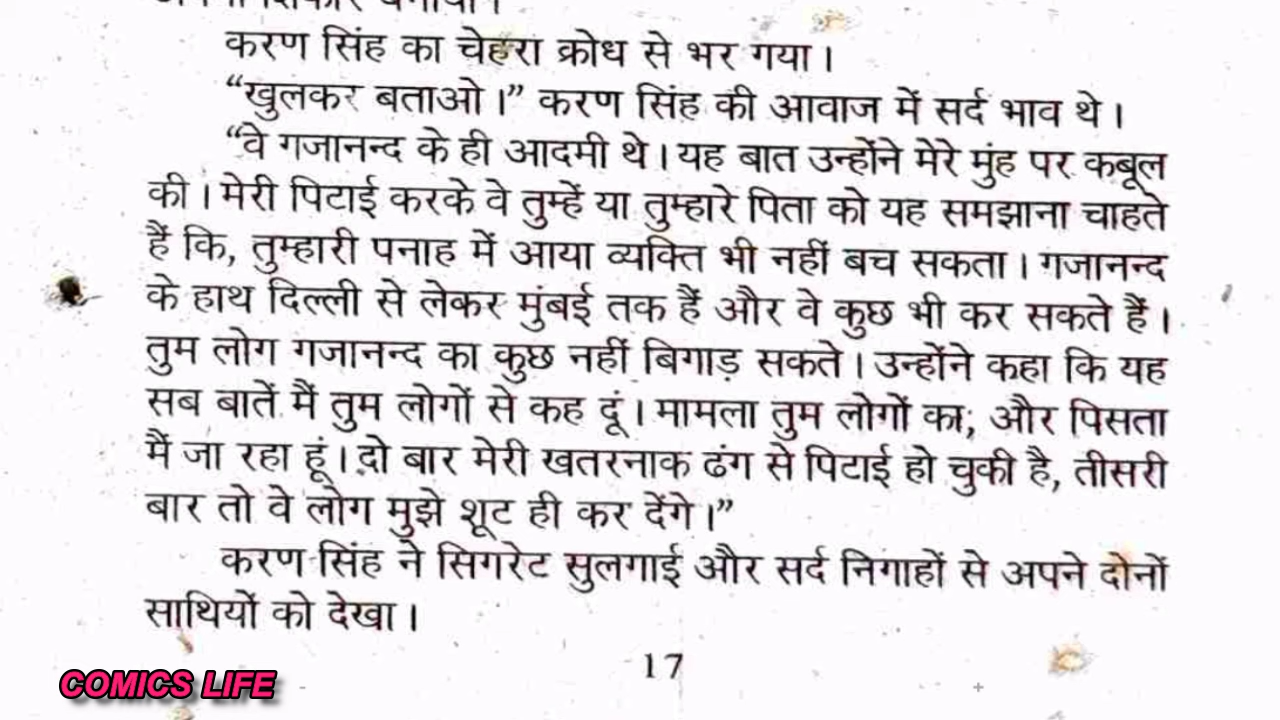 करण सिंह का चेहरा क्रोध से भर गया।
“खुलकर बताओ।” करण सिंह की आवाज में सर्द भाव थे।
“वे गजानन्द के ही आदमी थे। यह बात उन्होंने मेरे मुंह पर कबूल
की। मेरी पिटाई करके वे तुम्हें या तुम्हारे पिता को यह समझाना चाहते
हैं कि, तुम्हारी पनाह में आया व्यक्ति भी नहीं बच सकता। गजानन्द
के हाथ दिल्ली से लेकर मुंबई तक हैं और वे कुछ भी कर सकते हैं।
तुम लोग गजानन्द का कुछ नहीं बिगाड़ सकते। उन्होंने कहा कि यह
सब बातें मैं तुम लोगों से कह दूं। मामला तुम लोगों का; और पिसता
मैं जा रहा हूं। दो बार मेरी खतरनाक ढंग से पिटाई हो चुकी है, तीसरी
बार तो वे लोग मुझे शूट ही कर देंगे।”
करण सिंह ने सिगरेट सुलगाई और सर्द निगाहों से अपने दोनों
साथियों को देखा।
17
COMICS LIFE